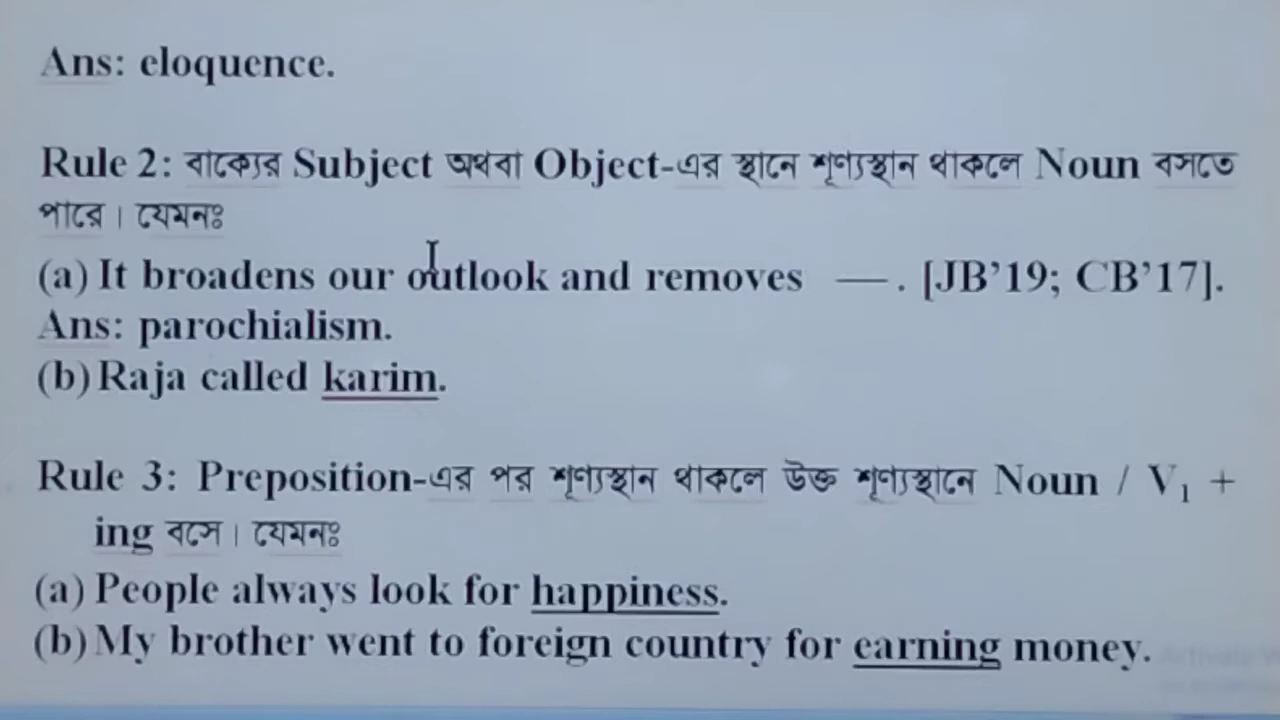 Ans: eloquence.
Rule 2: বাক্যের Subject অথবা Object-এর স্থানে শূণ্যস্থান থাকলে Noun বসতে
পারে। যেমনঃ
(a) It broadens our outlook and removes — . [JB’19; CB’17].
Ans: parochialism.
(b) Raja called karim.
Rule 3: Preposition-এর পর শূণ্যস্থান থাকলে উক্ত শূণ্যস্থানে Noun / V₁ +
ing বসে। যেমনঃ
(a) People always look for happiness.
(b) My brother went to foreign country for earning money.